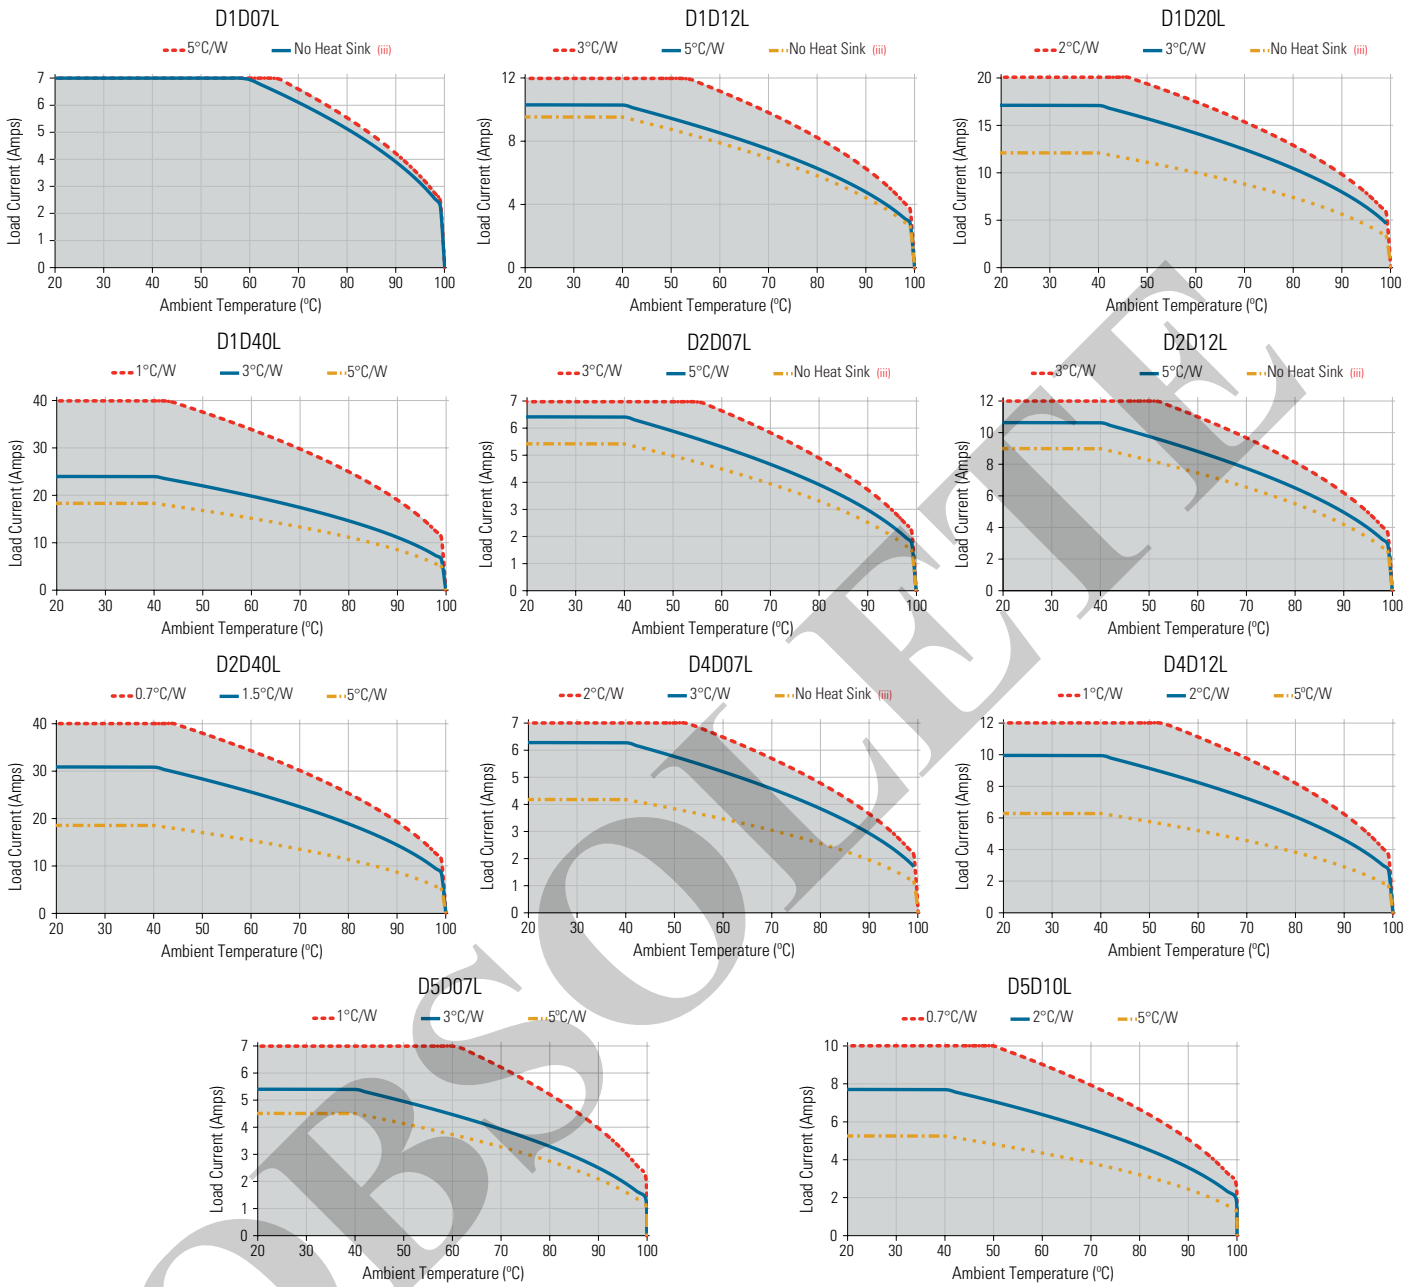 D1D07L
5°C/W No Heat Sink (iii)
Load Current (Amps)
7
6
5
4
3
2
1
0
20 30 40 50 60 70 80 90 100
Ambient Temperature (ºC)
D1D12L
3°C/W 5°C/W No Heat Sink (iii)
Load Current (Amps)
12
8
4
0
20 30 40 50 60 70 80 90 100
Ambient Temperature (ºC)
D1D20L
2°C/W 3°C/W No Heat Sink (iii)
Load Current (Amps)
20
15
10
5
0
20 30 40 50 60 70 80 90 100
Ambient Temperature (ºC)
D1D40L
1°C/W 3°C/W 5°C/W
Load Current (Amps)
40
30
20
10
0
20 30 40 50 60 70 80 90 100
Ambient Temperature (ºC)
D2D07L
3°C/W 5°C/W No Heat Sink (iii)
Load Current (Amps)
7
6
5
4
3
2
1
0
20 30 40 50 60 70 80 90 100
Ambient Temperature (ºC)
D2D12L
3°C/W 5°C/W No Heat Sink (iii)
Load Current (Amps)
12
10
8
6
4
2
0
20 30 40 50 60 70 80 90 100
Ambient Temperature (ºC)
D2D40L
0.7°C/W 1.5°C/W 5°C/W
Load Current (Amps)
40
30
20
10
0
20 30 40 50 60 70 80 90 100
Ambient Temperature (ºC)
D4D07L
2°C/W 3°C/W No Heat Sink (iii)
Load Current (Amps)
7
6
5
4
3
2
1
0
20 30 40 50 60 70 80 90 100
Ambient Temperature (ºC)
D4D12L
1°C/W 2°C/W 5ºC/W
Load Current (Amps)
12
10
8
6
4
2
0
20 30 40 50 60 70 80 90 100
Ambient Temperature (ºC)
D5D07L
1°C/W 3°C/W 5°C/W
Load Current (Amps)
7
6
5
4
3
2
1
0
20 30 40 50 60 70 80 90 100
Ambient Temperature (ºC)
D5D10L
0.7°C/W 2°C/W 5°C/W
Load Current (Amps)
10
8
6
4
2
0
20 30 40 50 60 70 80 90 100
Ambient Temperature (ºC)
OBSOLETE